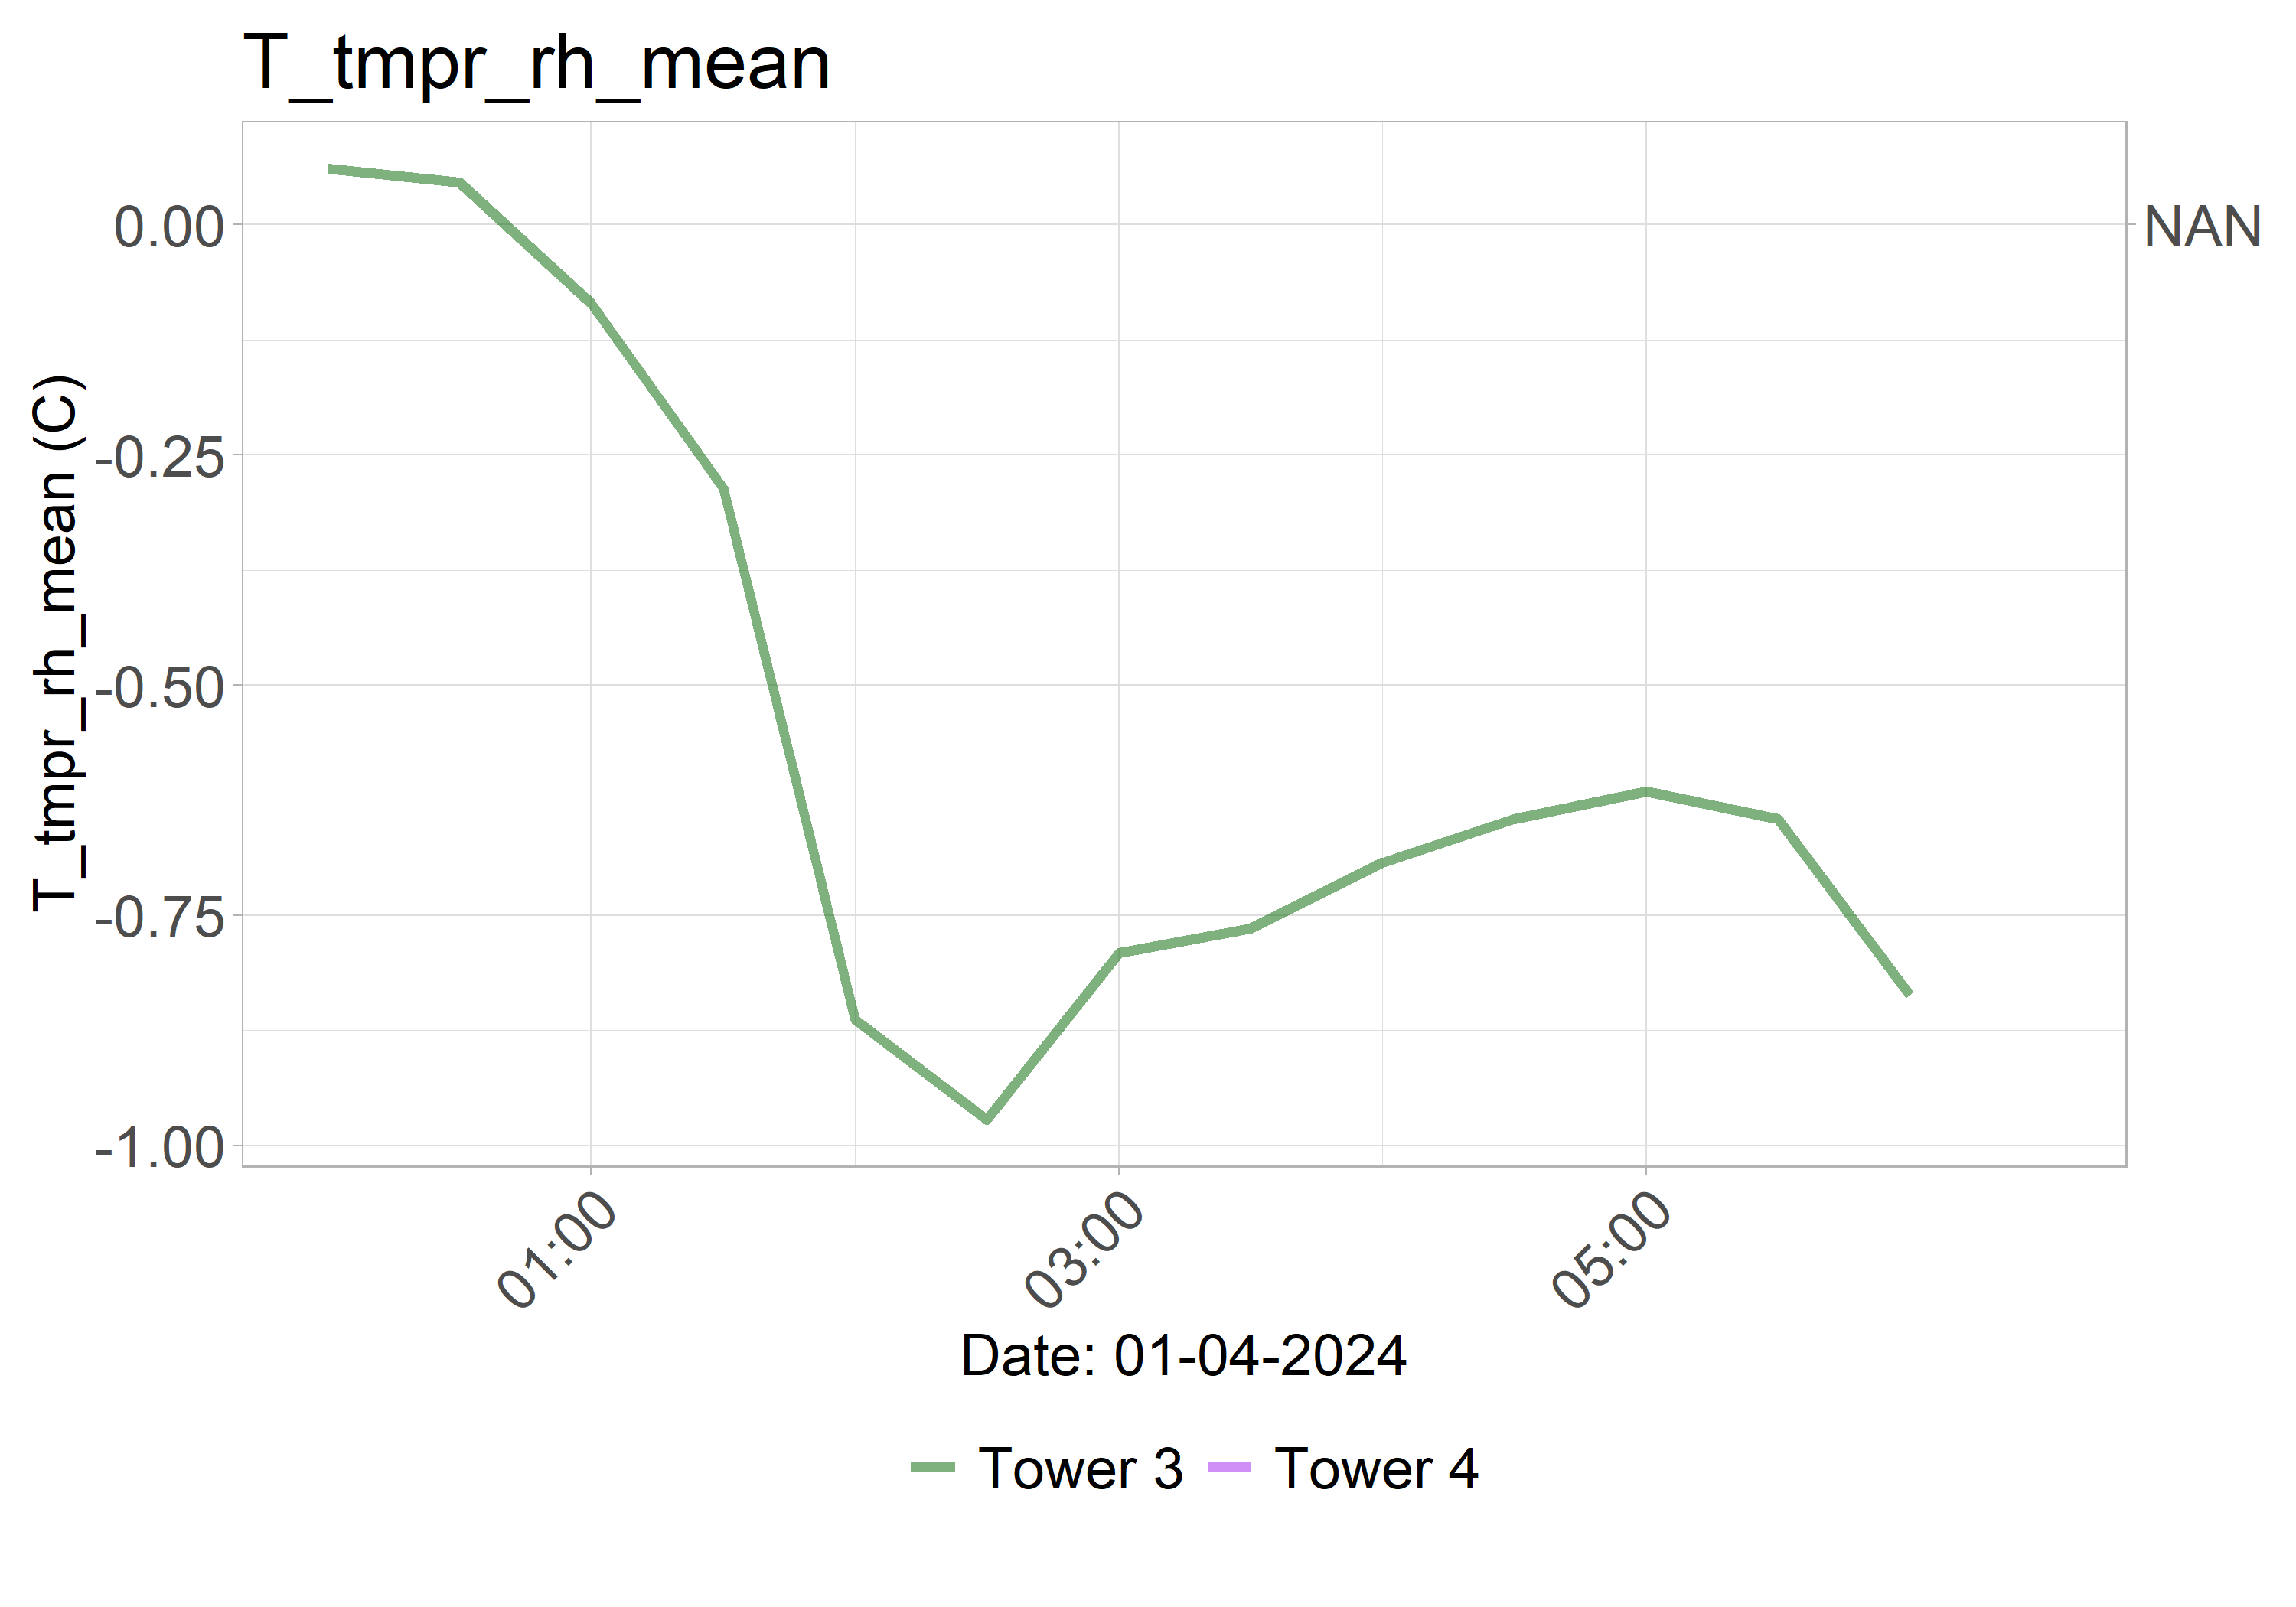 T_tmpr_rh_mean
T_tmpr_rh_mean (C)
0.00
-0.25
-0.50
-0.75
-1.00
NAN
01:00
03:00
05:00
Date: 01-04-2024
Tower 3
Tower 4